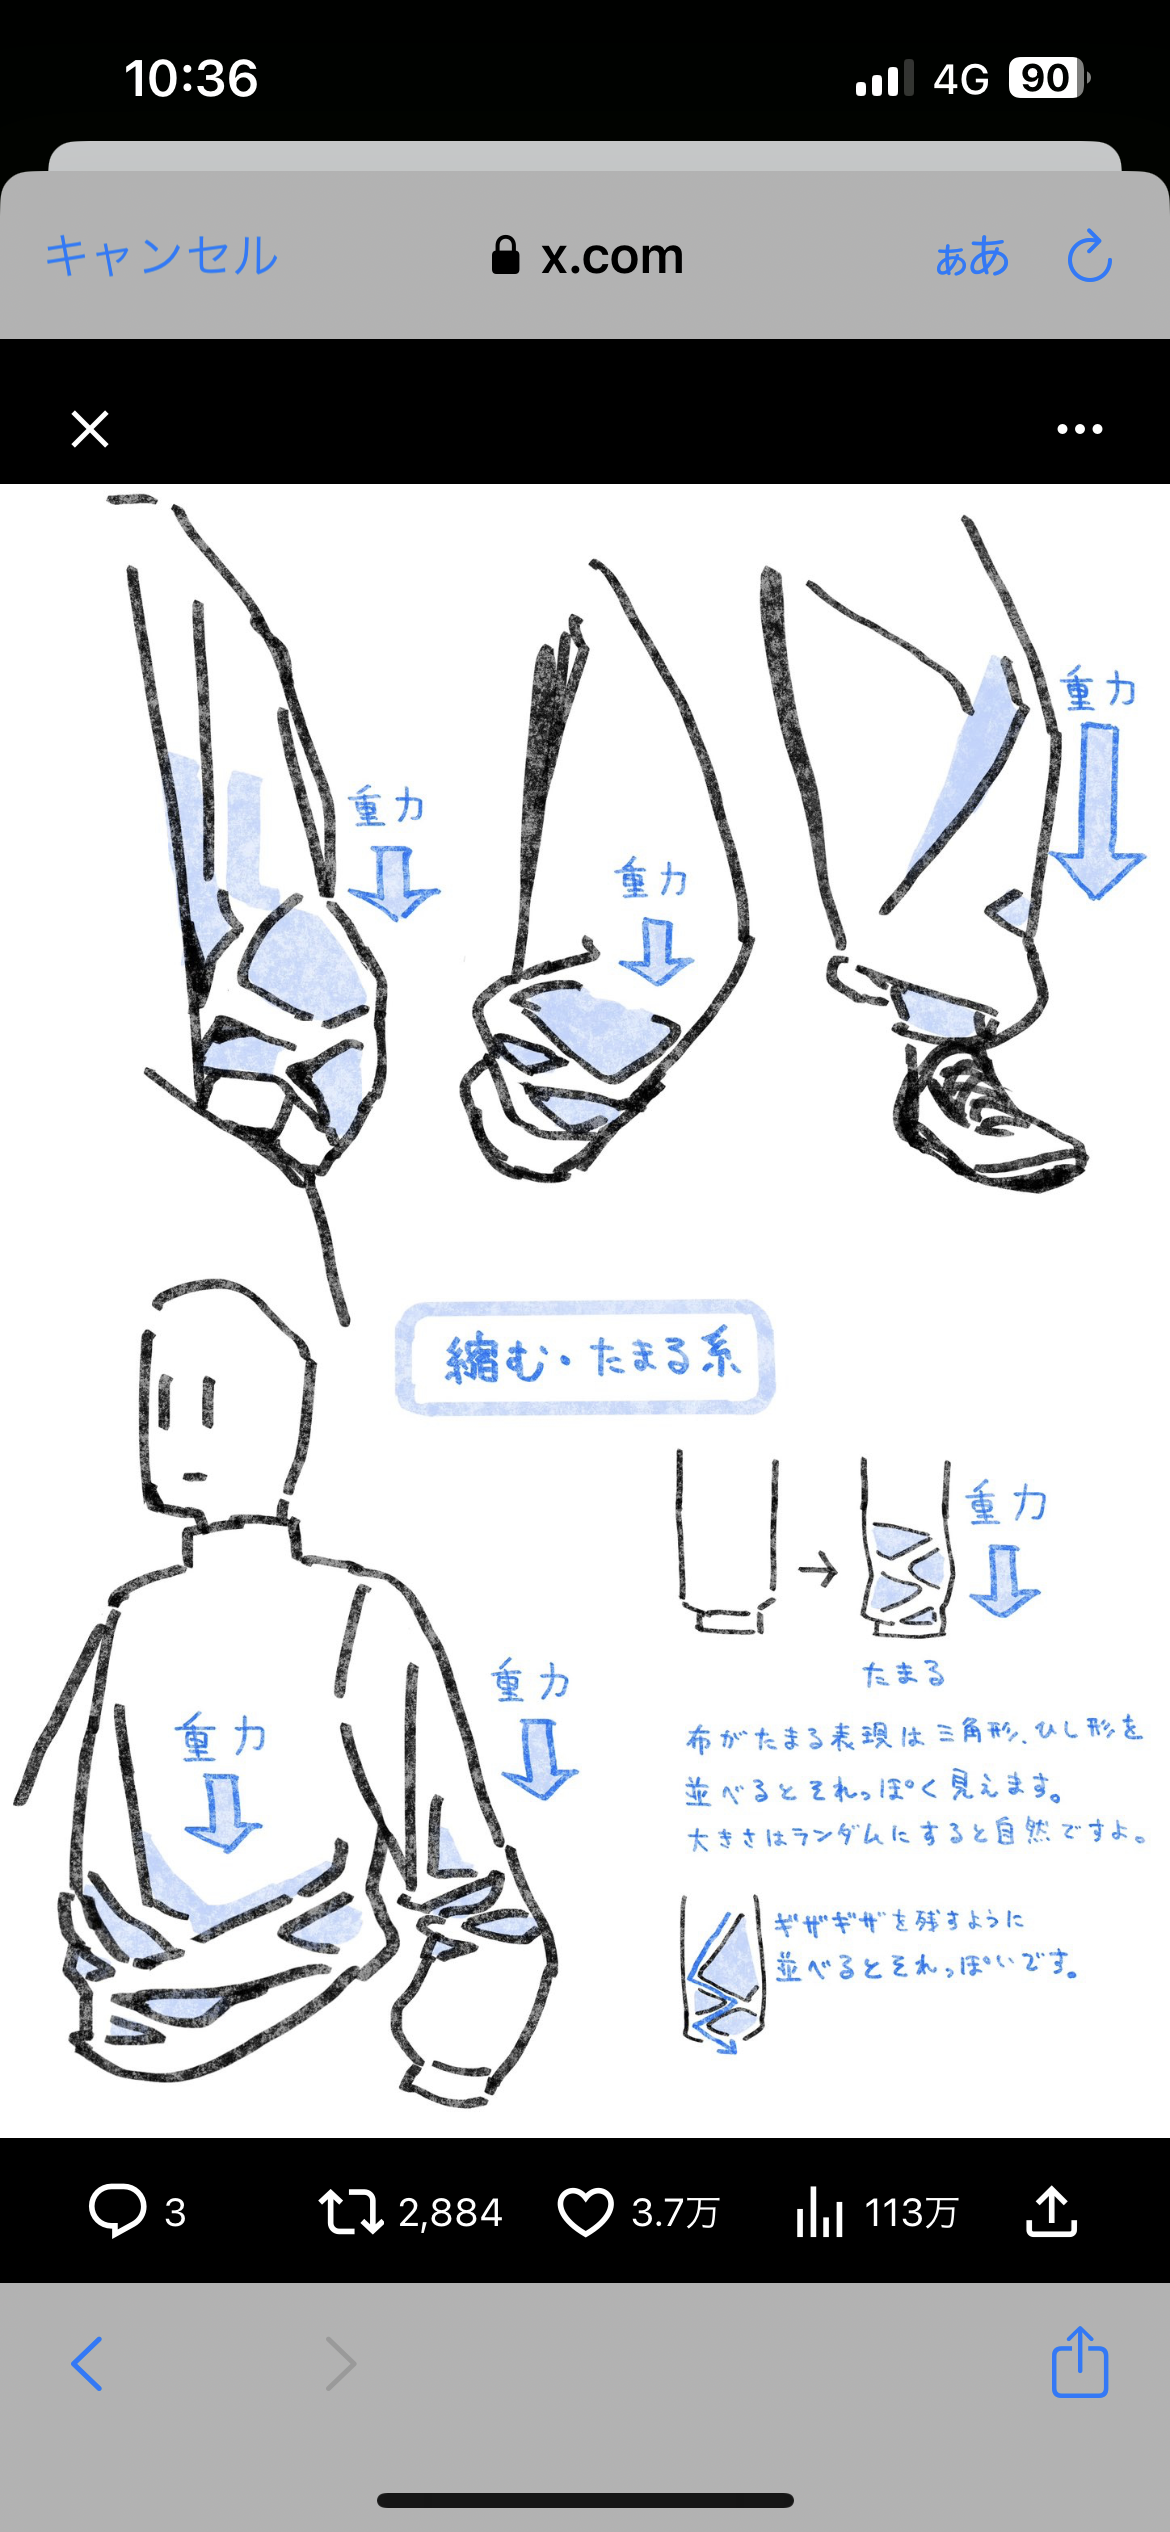 10:36
4G 90
キャンセル
x.com
ぁあ
重力
重力
重力
縮む・たまる系
重力
たまる
重力
重力
布がたまる表現は三角形、ひし形を
並べるとそれっぽく見えます。
大きさはランダムにすると自然ですよ。
ギザギザを残すように
並べるとそれっぽいです。
3
2,884
3.7万
113万